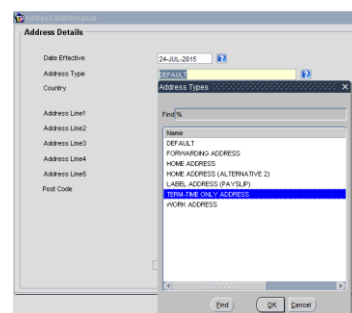 Address Maintenance
Address Details
Date Effective 24-JUL-2015
Address Type DEFAULT
Country
Address Types
Address Line1
Find %
Address Line2
Name
Address Line3
DEFAULT
Address Line4
FORWARDING ADDRESS
Address Line5
HOME ADDRESS
Post Code
HOME ADDRESS (ALTERNATIVE 2)
LABEL ADDRESS (PAYSLIP)
TERM-TIME ONLY ADDRESS
WORK ADDRESS
Find OK Cancel